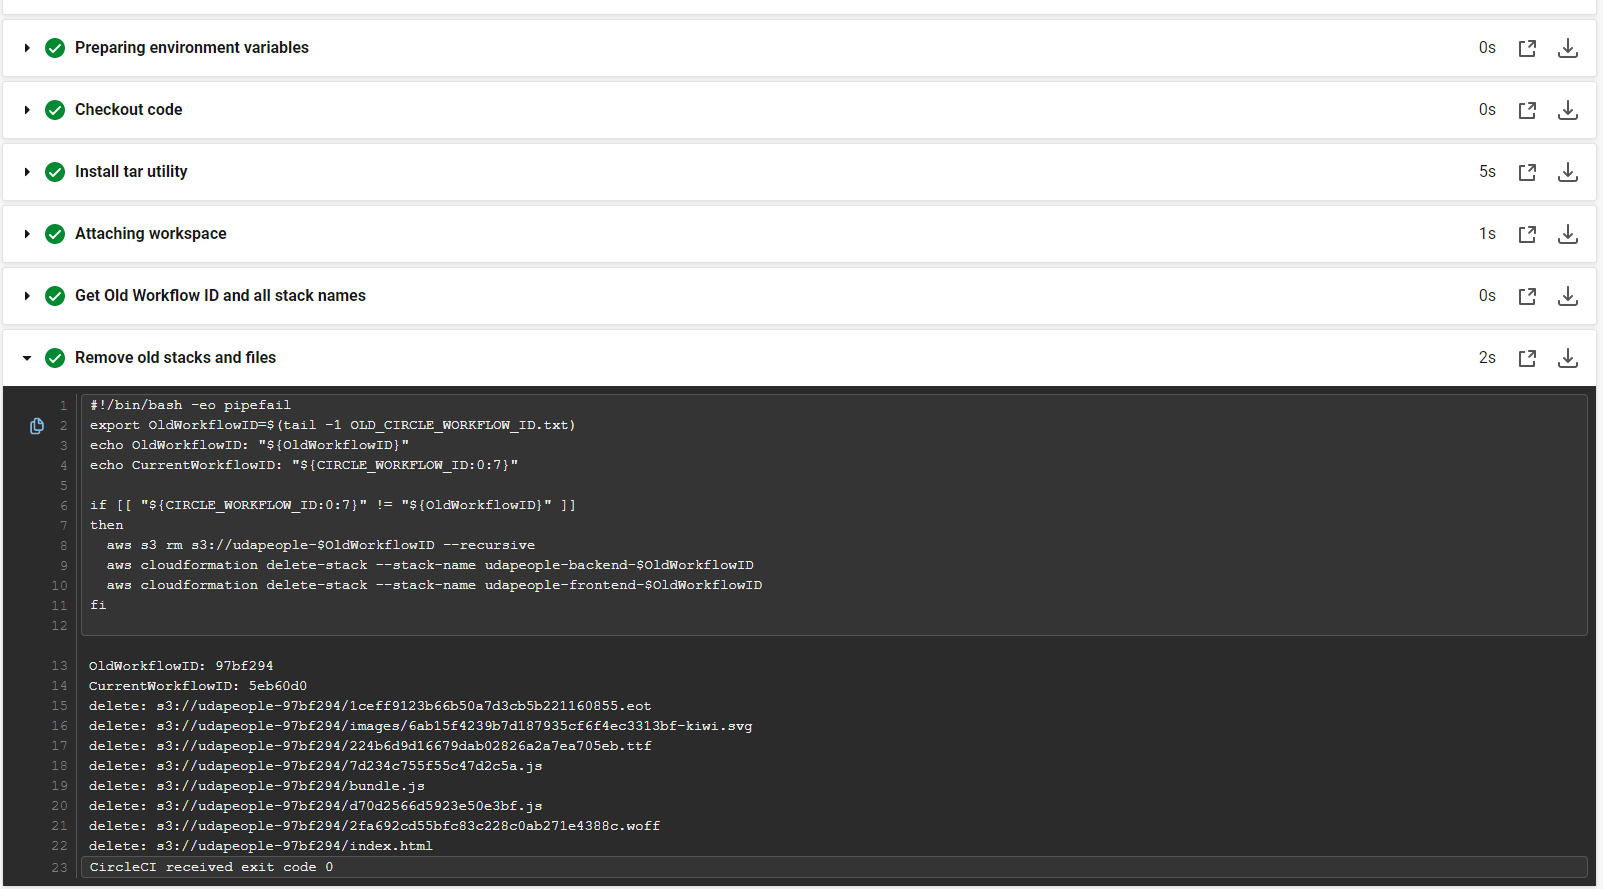 Preparing environment variables 0s
Checkout code 0s
Install tar utility 5s
Attaching workspace 1s
Get Old Workflow ID and all stack names 0s
Remove old stacks and files 2s
1 #!/bin/bash -eo pipefail
2 export OldWorkflowID=$(tail -1 OLD_CIRCLE_WORKFLOW_ID.txt)
3 echo OldWorkflowID: "${OldWorkflowID}"
4 echo CurrentWorkflowID: "${CIRCLE_WORKFLOW_ID:0:7}"
5
6 if [[ "${CIRCLE_WORKFLOW_ID:0:7}" != "${OldWorkflowID}" ]]
7 then
8   aws s3 rm s3://udapeople-$OldWorkflowID --recursive
9   aws cloudformation delete-stack --stack-name udapeople-backend-$OldWorkflowID
10   aws cloudformation delete-stack --stack-name udapeople-frontend-$OldWorkflowID
11 fi
12
13 OldWorkflowID: 97bf294
14 CurrentWorkflowID: 5eb60d0
15 delete: s3://udapeople-97bf294/1ceff9123b66b50a7d3cb5b221160855.eot
16 delete: s3://udapeople-97bf294/images/6ab15f4239b7d187935cf6f4ec3313bf-kiwi.svg
17 delete: s3://udapeople-97bf294/224b6d9d16679dab02826a2a7ea705eb.ttf
18 delete: s3://udapeople-97bf294/7d234c755f55c47d2c5a.js
19 delete: s3://udapeople-97bf294/bundle.js
20 delete: s3://udapeople-97bf294/d70d2566d5923e50e3bf.js
21 delete: s3://udapeople-97bf294/2fa692cd55bfc83c228c0ab271e4388c.woff
22 delete: s3://udapeople-97bf294/index.html
23 CircleCI received exit code 0